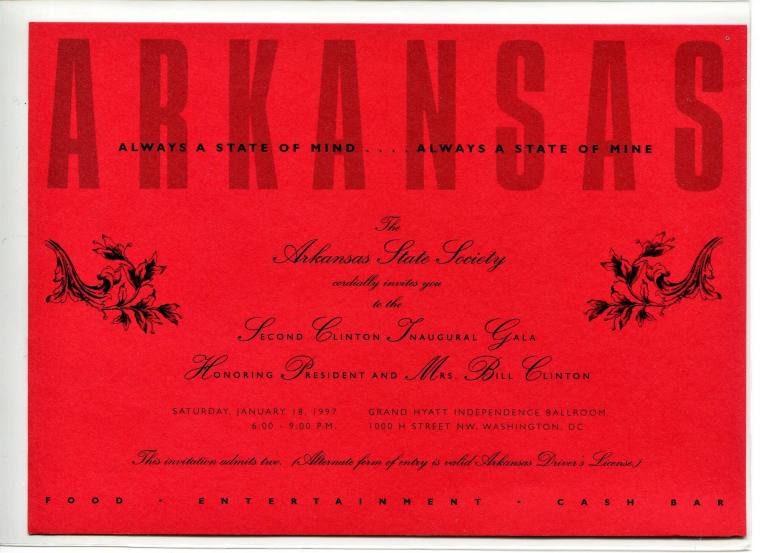 ARKANSAS
ALWAYS A STATE OF MIND . . . . ALWAYS A STATE OF MINE
The
Arkansas State Society
cordially invites you
to the
SECOND CLINTON INAUGURAL GALA
HONORING PRESIDENT AND MRS. BILL CLINTON
SATURDAY, JANUARY 18, 1997 GRAND HYATT INDEPENDENCE BALLROOM
6:00 - 9:00 P.M. 1000 H STREET NW, WASHINGTON, DC
This invitation admits two. (Alternate form of entry is valid Arkansas Driver's License.)
FOOD - ENTERTAINMENT - CASH BAR